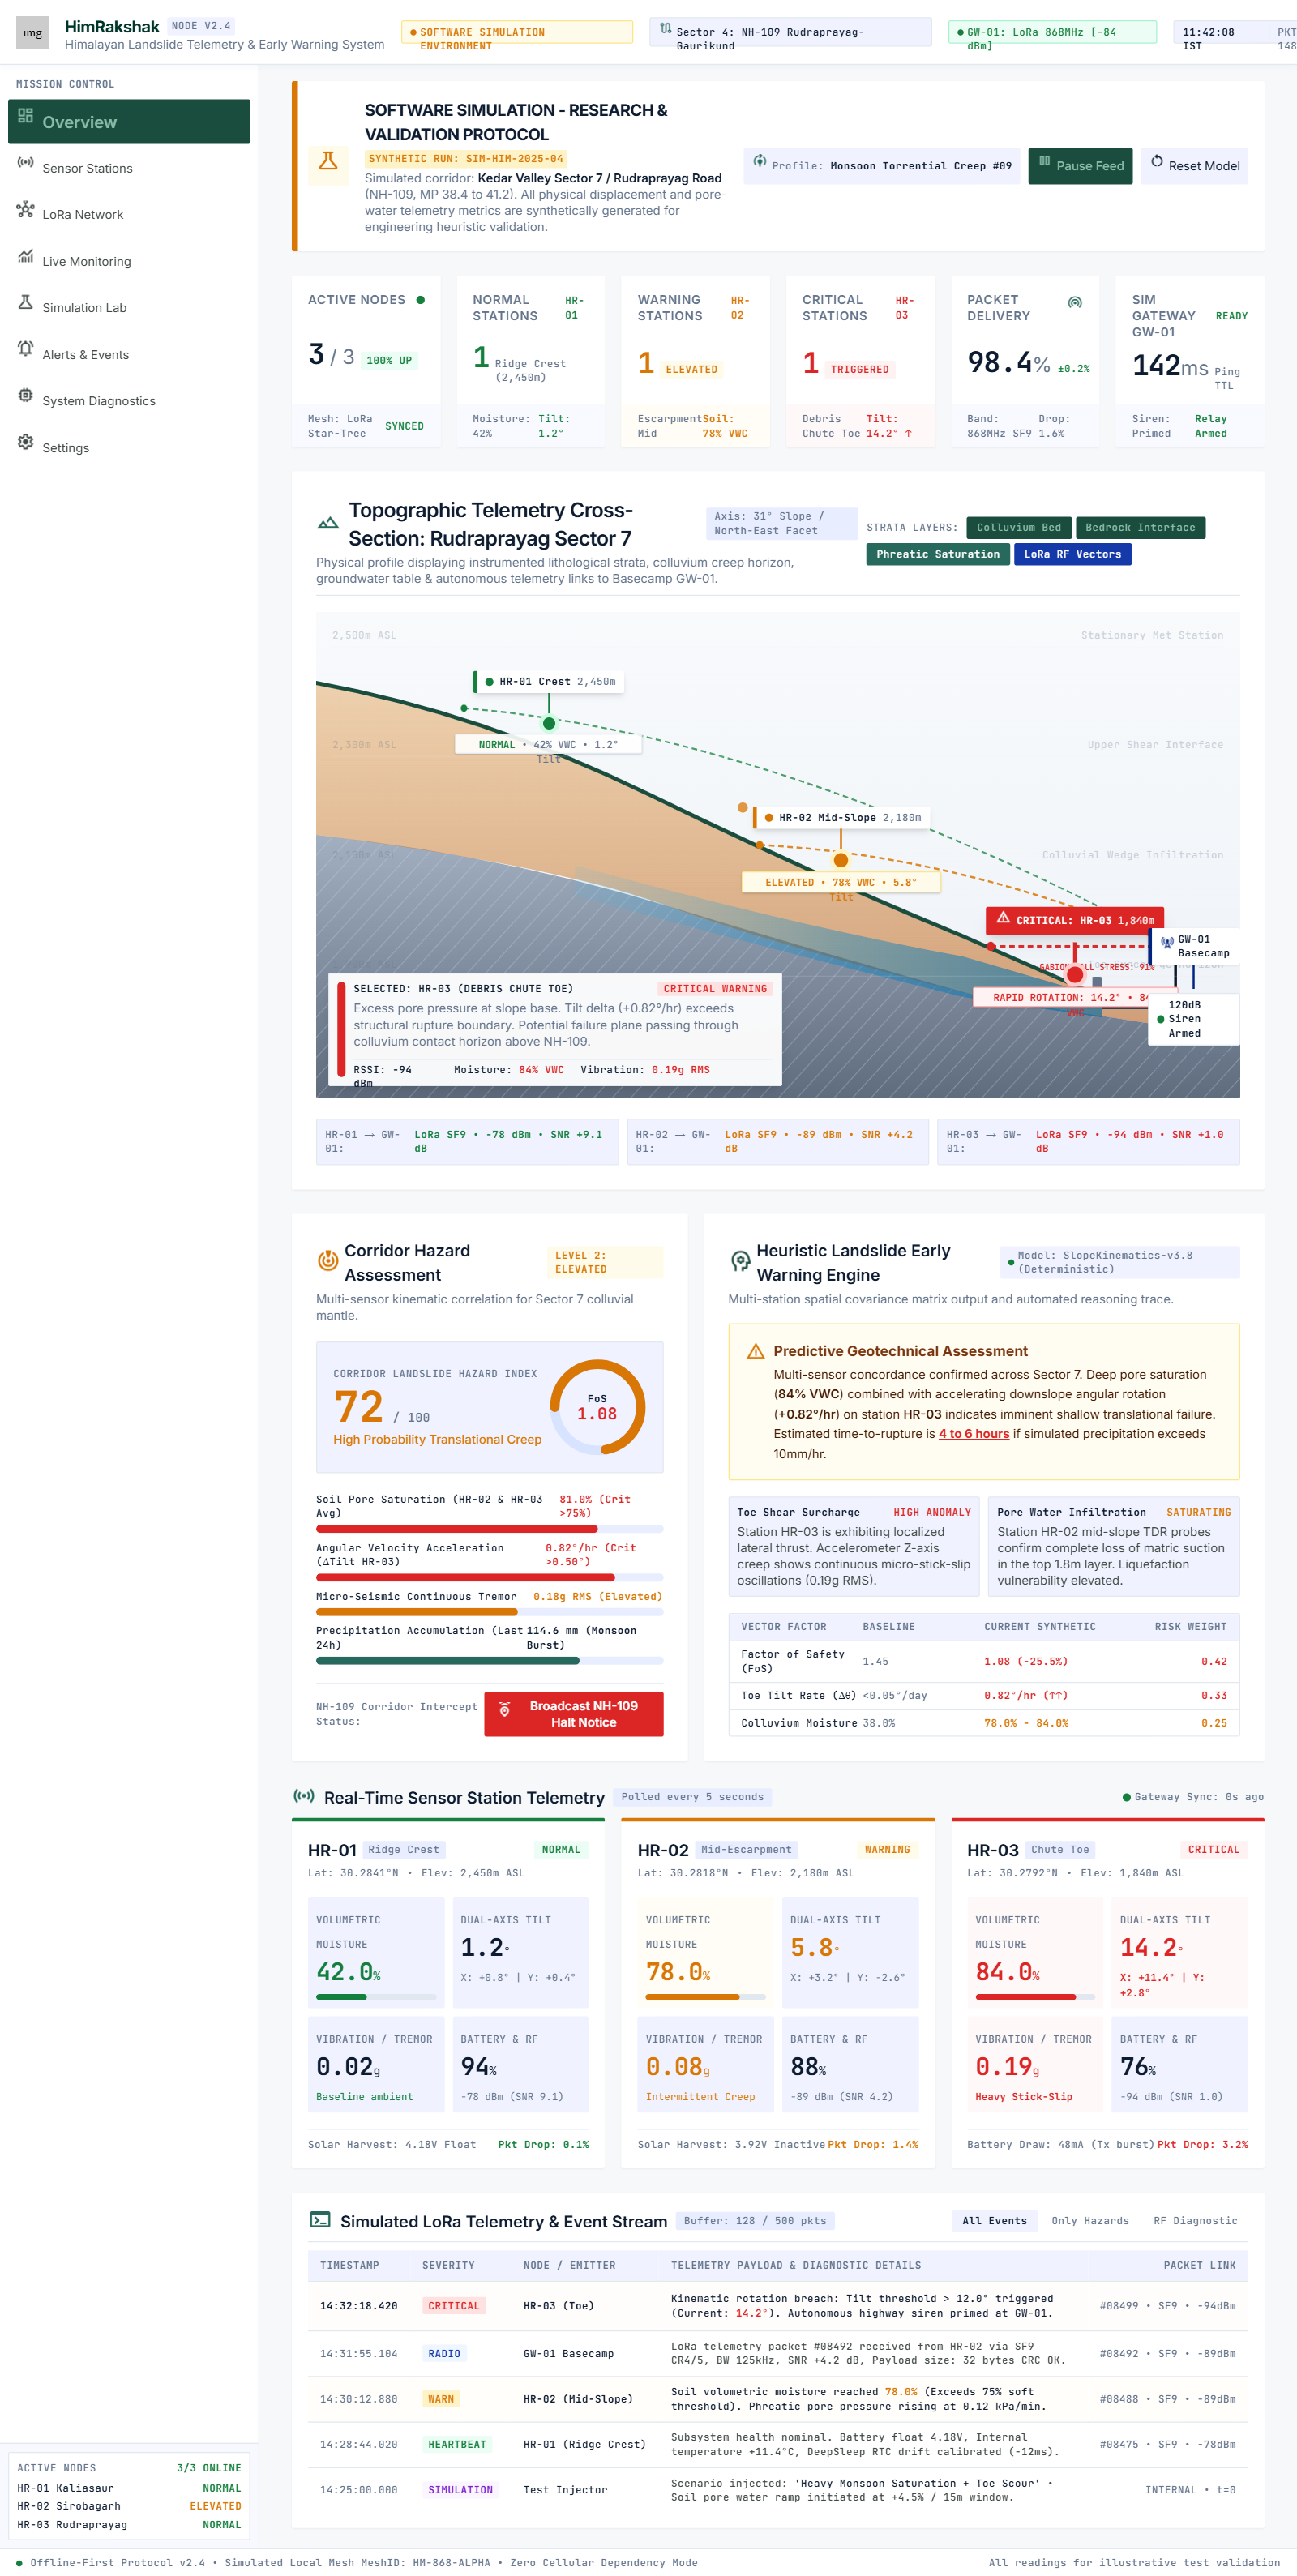 img
HimRakshak NODE V2.4
Himalayan Landslide Telemetry & Early Warning System
SOFTWARE SIMULATION
ENVIRONMENT
Sector 4: NH-109 Rudraprayag-
Gaurikund
GW-01: LoRa 868MHz [-84
dBm]
11:42:08
IST
PKT
148
MISSION CONTROL
Overview
Sensor Stations
LoRa Network
Live Monitoring
Simulation Lab
Alerts & Events
System Diagnostics
Settings
SOFTWARE SIMULATION - RESEARCH &
VALIDATION PROTOCOL
SYNTHETIC RUN: SIM-HIM-2025-04
Simulated corridor: Kedar Valley Sector 7 / Rudraprayag Road
(NH-109, MP 38.4 to 41.2). All physical displacement and pore-
water telemetry metrics are synthetically generated for
engineering heuristic validation.
Profile: Monsoon Torrential Creep #09
Pause Feed
Reset Model
ACTIVE NODES
3 / 3 100% UP
Mesh: LoRa
Star-Tree
SYNCED
NORMAL
STATIONS
HR-
01
1 Ridge Crest
(2,450m)
Moisture:
42%
Tilt:
1.2°
WARNING
STATIONS
HR-
02
1 ELEVATED
Escarpment
Mid
Soil:
78% VWC
CRITICAL
STATIONS
HR-
03
1 TRIGGERED
Debris
Chute Toe
Tilt:
14.2° ↑
PACKET
DELIVERY
98.4% ±0.2%
Band:
868MHz SF9
Drop:
1.6%
SIM
GATEWAY
GW-01
READY
142ms Ping
TTL
Siren:
Primed
Relay
Armed
Topographic Telemetry Cross-
Section: Rudraprayag Sector 7
Axis: 31° Slope /
North-East Facet
Physical profile displaying instrumented lithological strata, colluvium creep horizon,
groundwater table & autonomous telemetry links to Basecamp GW-01.
STRATA LAYERS: Colluvium Bed Bedrock Interface
Phreatic Saturation LoRa RF Vectors
2,500m ASL
Stationary Met Station
HR-01 Crest 2,450m
2,300m ASL
Upper Shear Interface
NORMAL • 42% VWC • 1.2°
Tilt
HR-02 Mid-Slope 2,180m
Colluvial Wedge Infiltration
ELEVATED • 78% VWC • 5.8°
Tilt
CRITICAL: HR-03 1,840m
GW-01
Basecamp
STRESS: 91%
RAPID ROTATION: 14.2° • 84
VWC
120dB
Siren
Armed
SELECTED: HR-03 (DEBRIS CHUTE TOE)
CRITICAL WARNING
Excess pore pressure at slope base. Tilt delta (+0.82°/hr) exceeds
structural rupture boundary. Potential failure plane passing through
colluvium contact horizon above NH-109.
RSSI: -94
dBm
Moisture: 84% VWC
Vibration: 0.19g RMS
HR-01 → GW-
01:
LoRa SF9 • -78 dBm • SNR +9.1
dB
HR-02 → GW-
01:
LoRa SF9 • -89 dBm • SNR +4.2
dB
HR-03 → GW-
01:
LoRa SF9 • -94 dBm • SNR +1.0
dB
Corridor Hazard
Assessment
LEVEL 2:
ELEVATED
Multi-sensor kinematic correlation for Sector 7 colluvial
mantle.
CORRIDOR LANDSLIDE HAZARD INDEX
72 / 100
High Probability Translational Creep
FoS
1.08
Soil Pore Saturation (HR-02 & HR-03
Avg)
81.0% (Crit
>75%)
Angular Velocity Acceleration
(ΔTilt HR-03)
0.82°/hr (Crit
>0.50°)
Micro-Seismic Continuous Tremor
0.18g RMS (Elevated)
Precipitation Accumulation (Last
24h)
114.6 mm (Monsoon
Burst)
NH-109 Corridor Intercept
Status:
Broadcast NH-109
Halt Notice
Heuristic Landslide Early
Warning Engine
Model: SlopeKinematics-v3.8
(Deterministic)
Multi-station spatial covariance matrix output and automated reasoning trace.
Predictive Geotechnical Assessment
Multi-sensor concordance confirmed across Sector 7. Deep pore saturation
(84% VWC) combined with accelerating downslope angular rotation
(+0.82°/hr) on station HR-03 indicates imminent shallow translational failure.
Estimated time-to-rupture is 4 to 6 hours if simulated precipitation exceeds
10mm/hr.
Toe Shear Surcharge HIGH ANOMALY
Station HR-03 is exhibiting localized
lateral thrust. Accelerometer Z-axis
creep shows continuous micro-stick-slip
oscillations (0.19g RMS).
Pore Water Infiltration SATURATING
Station HR-02 mid-slope TDR probes
confirm complete loss of matric suction
in the top 1.8m layer. Liquefaction
vulnerability elevated.
VECTOR FACTOR BASELINE CURRENT SYNTHETIC RISK WEIGHT
Factor of Safety
(FoS)
1.45 1.08 (-25.5%) 0.42
Toe Tilt Rate (Δθ) <0.05°/day 0.82°/hr (↑↑) 0.33
Colluvium Moisture 38.0% 78.0% - 84.0% 0.25
Real-Time Sensor Station Telemetry Polled every 5 seconds
Gateway Sync: 0s ago
HR-01 Ridge Crest NORMAL
Lat: 30.2841°N • Elev: 2,450m ASL
VOLUMETRIC
MOISTURE
42.0%
DUAL-AXIS TILT
1.2°
X: +0.8° | Y: +0.4°
VIBRATION / TREMOR
0.02g
Baseline ambient
BATTERY & RF
94%
-78 dBm (SNR 9.1)
Solar Harvest: 4.18V Float Pkt Drop: 0.1%
HR-02 Mid-Escarpment WARNING
Lat: 30.2818°N • Elev: 2,180m ASL
VOLUMETRIC
MOISTURE
78.0%
DUAL-AXIS TILT
5.8°
X: +3.2° | Y: -2.6°
VIBRATION / TREMOR
0.08g
Intermittent Creep
BATTERY & RF
88%
-89 dBm (SNR 4.2)
Solar Harvest: 3.92V Inactive Pkt Drop: 1.4%
HR-03 Chute Toe CRITICAL
Lat: 30.2792°N • Elev: 1,840m ASL
VOLUMETRIC
MOISTURE
84.0%
DUAL-AXIS TILT
14.2°
X: +11.4° | Y:
+2.8°
VIBRATION / TREMOR
0.19g
Heavy Stick-Slip
BATTERY & RF
76%
-94 dBm (SNR 1.0)
Battery Draw: 48mA (Tx burst) Pkt Drop: 3.2%
Simulated LoRa Telemetry & Event Stream Buffer: 128 / 500 pkts
All Events Only Hazards RF Diagnostic
TIMESTAMP SEVERITY NODE / EMITTER TELEMETRY PAYLOAD & DIAGNOSTIC DETAILS PACKET LINK
14:32:18.420 CRITICAL HR-03 (Toe)
Kinematic rotation breach: Tilt threshold > 12.0° triggered
(Current: 14.2°). Autonomous highway siren primed at GW-01.
#08499 • SF9 • -94dBm
14:31:55.104 RADIO GW-01 Basecamp
LoRa telemetry packet #08492 received from HR-02 via SF9
CR4/5, BW 125kHz, SNR +4.2 dB, Payload size: 32 bytes CRC OK.
#08492 • SF9 • -89dBm
14:30:12.880 WARN HR-02 (Mid-Slope)
Soil volumetric moisture reached 78.0% (Exceeds 75% soft
threshold). Phreatic pore pressure rising at 0.12 kPa/min.
#08488 • SF9 • -89dBm
14:28:44.020 HEARTBEAT HR-01 (Ridge Crest)
Subsystem health nominal. Battery float 4.18V, Internal
temperature +11.4°C, DeepSleep RTC drift calibrated (-12ms).
#08475 • SF9 • -78dBm
14:25:00.000 SIMULATION Test Injector
Scenario injected: 'Heavy Monsoon Saturation + Toe Scour' •
Soil pore ramp initiated at +4.5% / 15m window.
INTERNAL • t=0
ACTIVE NODES 3/3 ONLINE
HR-01 Kaliasaur NORMAL
HR-02 Sirobagarh ELEVATED
HR-03 Rudraprayag NORMAL
Offline-First Protocol v2.4 • Simulated Local Mesh MeshID: HM-868-ALPHA • Zero Cellular Dependency Mode
All readings for illustrative test validation